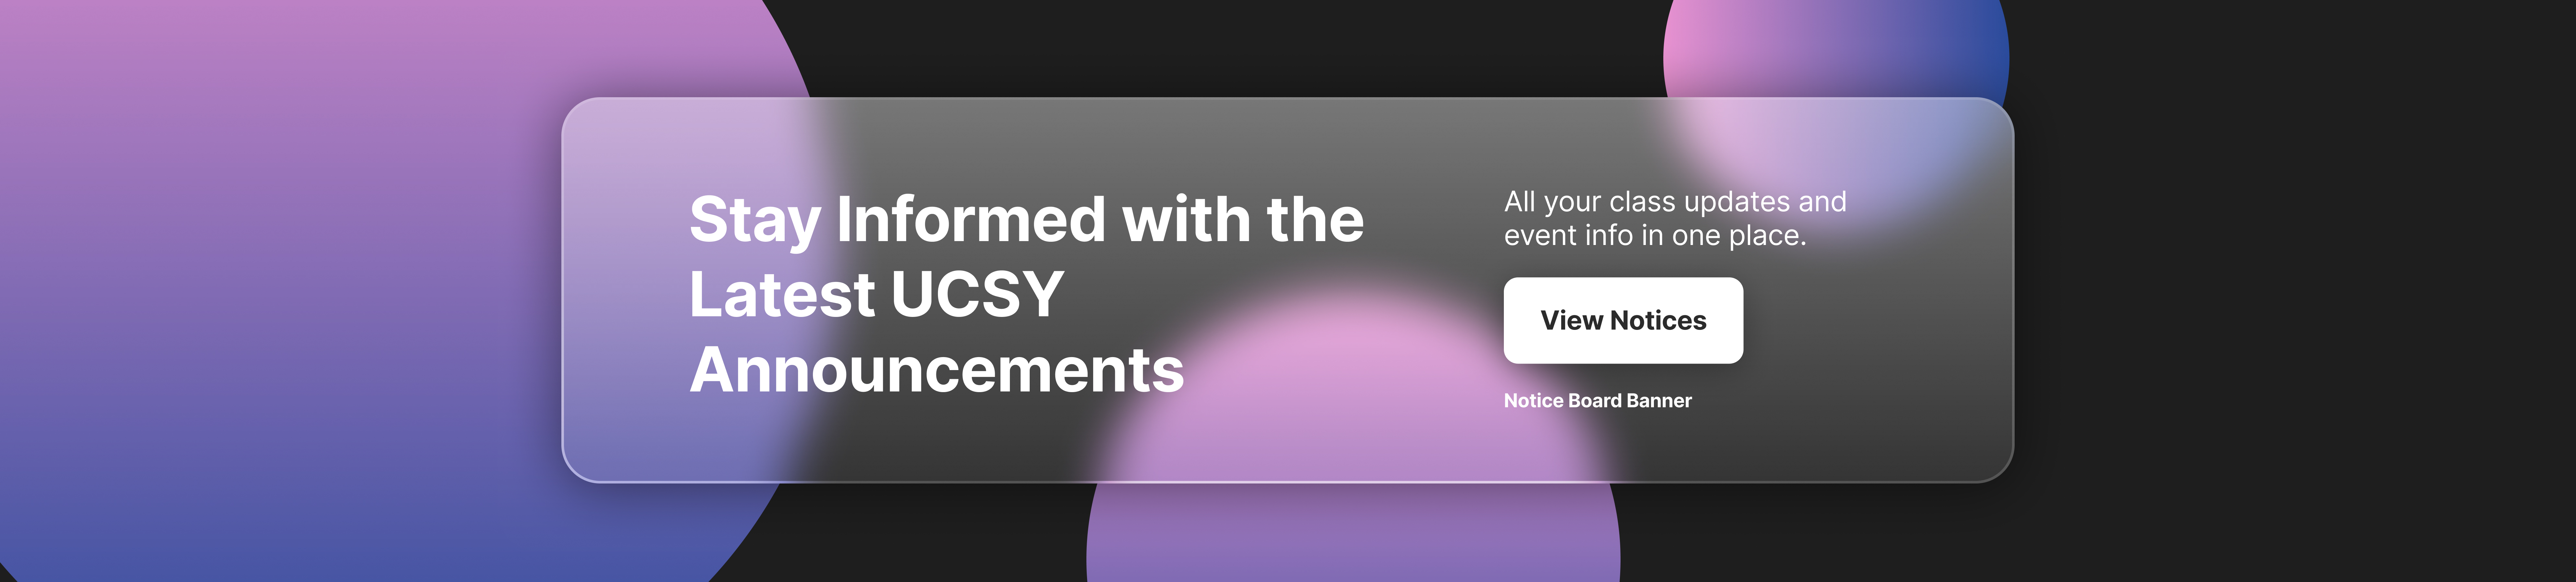 Stay Informed with the
Latest UCSY
Announcements
All your class updates and
event info in one place.
View Notices
Notice Board Banner